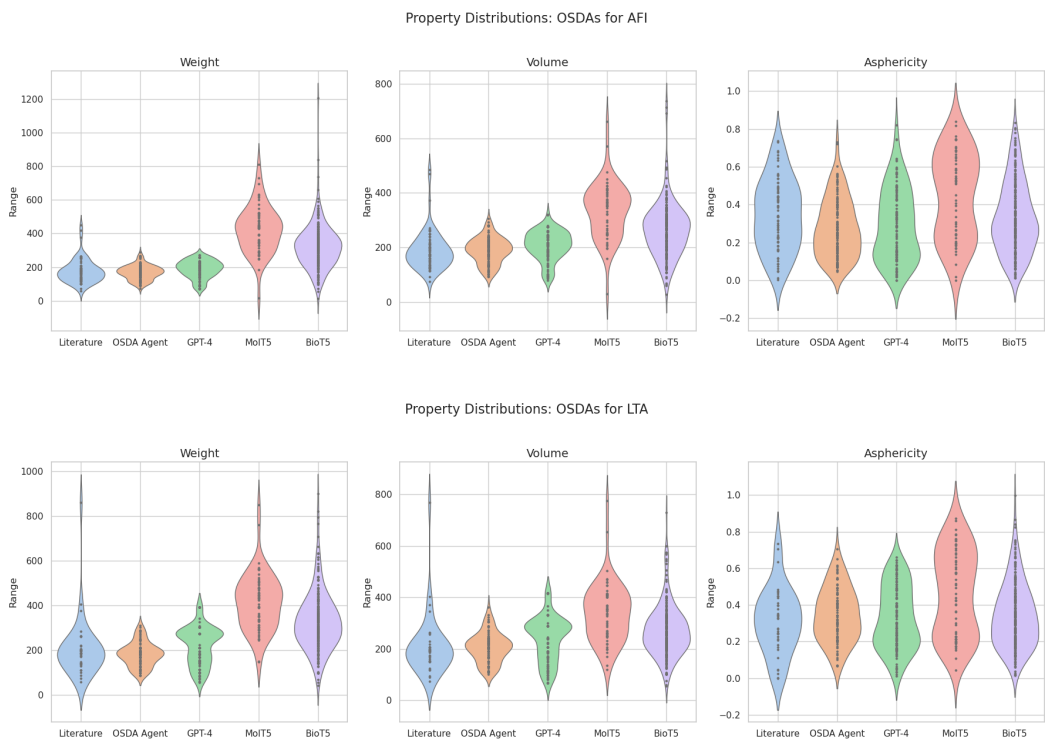 Property Distributions: OSDAs for AFI
Weight
Volume
Asphericity
Range
1200
1000
800
600
400
200
0
Literature OSDA Agent GPT-4 MolT5 BioT5
Range
800
600
400
200
0
Literature OSDA Agent GPT-4 MolT5 BioT5
Range
1.0
0.8
0.6
0.4
0.2
0.0
−0.2
Literature OSDA Agent GPT-4 MolT5 BioT5
Property Distributions: OSDAs for LTA
Weight
Volume
Asphericity
Range
1000
800
600
400
200
0
Literature OSDA Agent GPT-4 MolT5 BioT5
Range
800
600
400
200
0
Literature OSDA Agent GPT-4 MolT5 BioT5
Range
1.0
0.8
0.6
0.4
0.2
0.0
−0.2
Literature OSDA Agent GPT-4 MolT5 BioT5